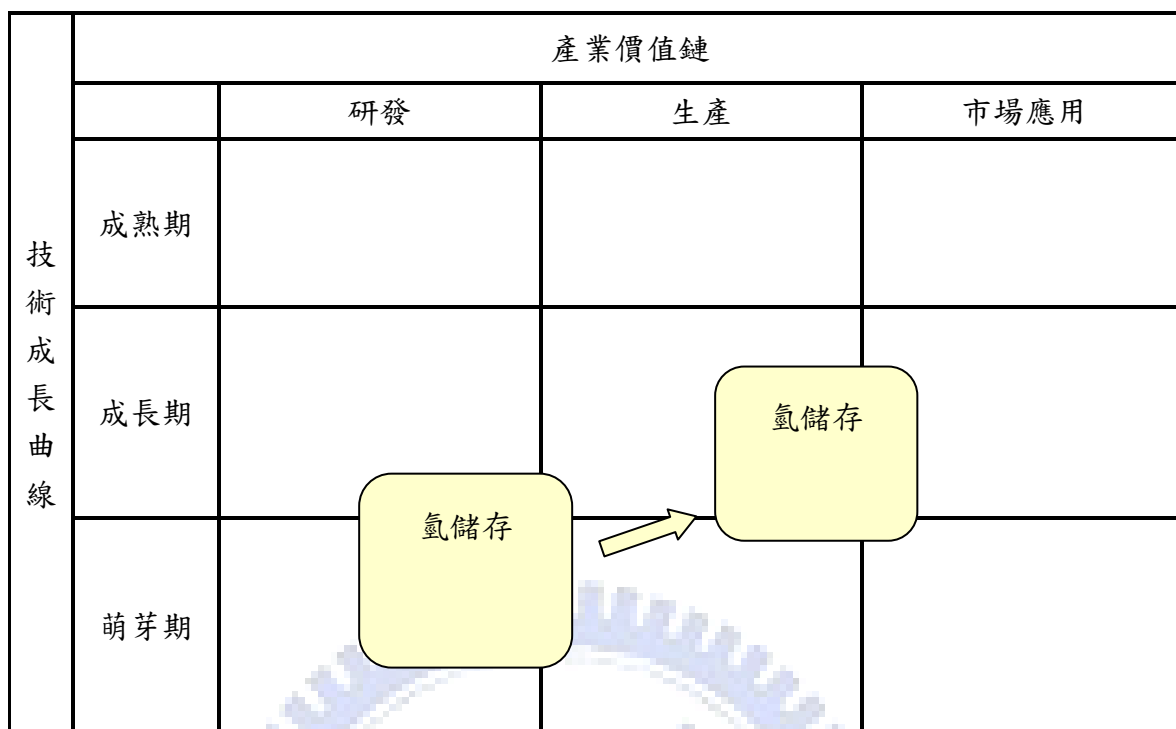 產業價值鏈
研發
生產
市場應用
技術成長曲線
成熟期
成長期
氫儲存
氫儲存
萌芽期